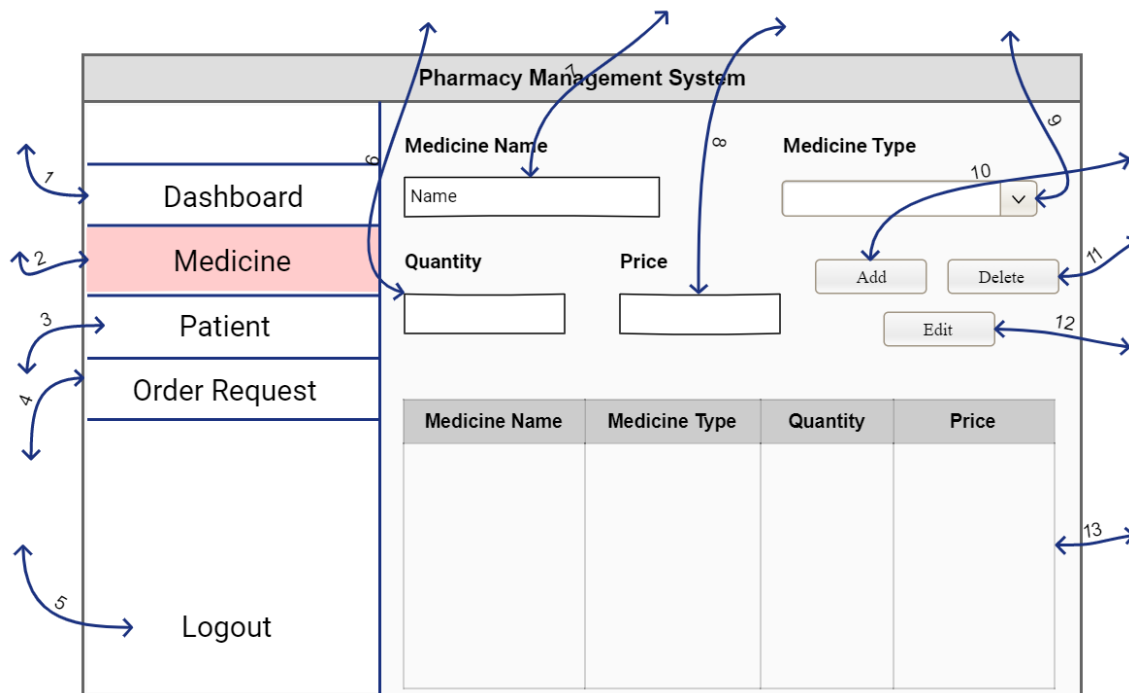 7
Pharmacy Management System
6
8
9
Medicine Name
Medicine Type
1
Dashboard
Name
10
2
Medicine
Quantity
Price
Add
Delete
11
3
Patient
Edit
12
4
Order Request
Medicine Name
Medicine Type
Quantity
Price
13
5
Logout